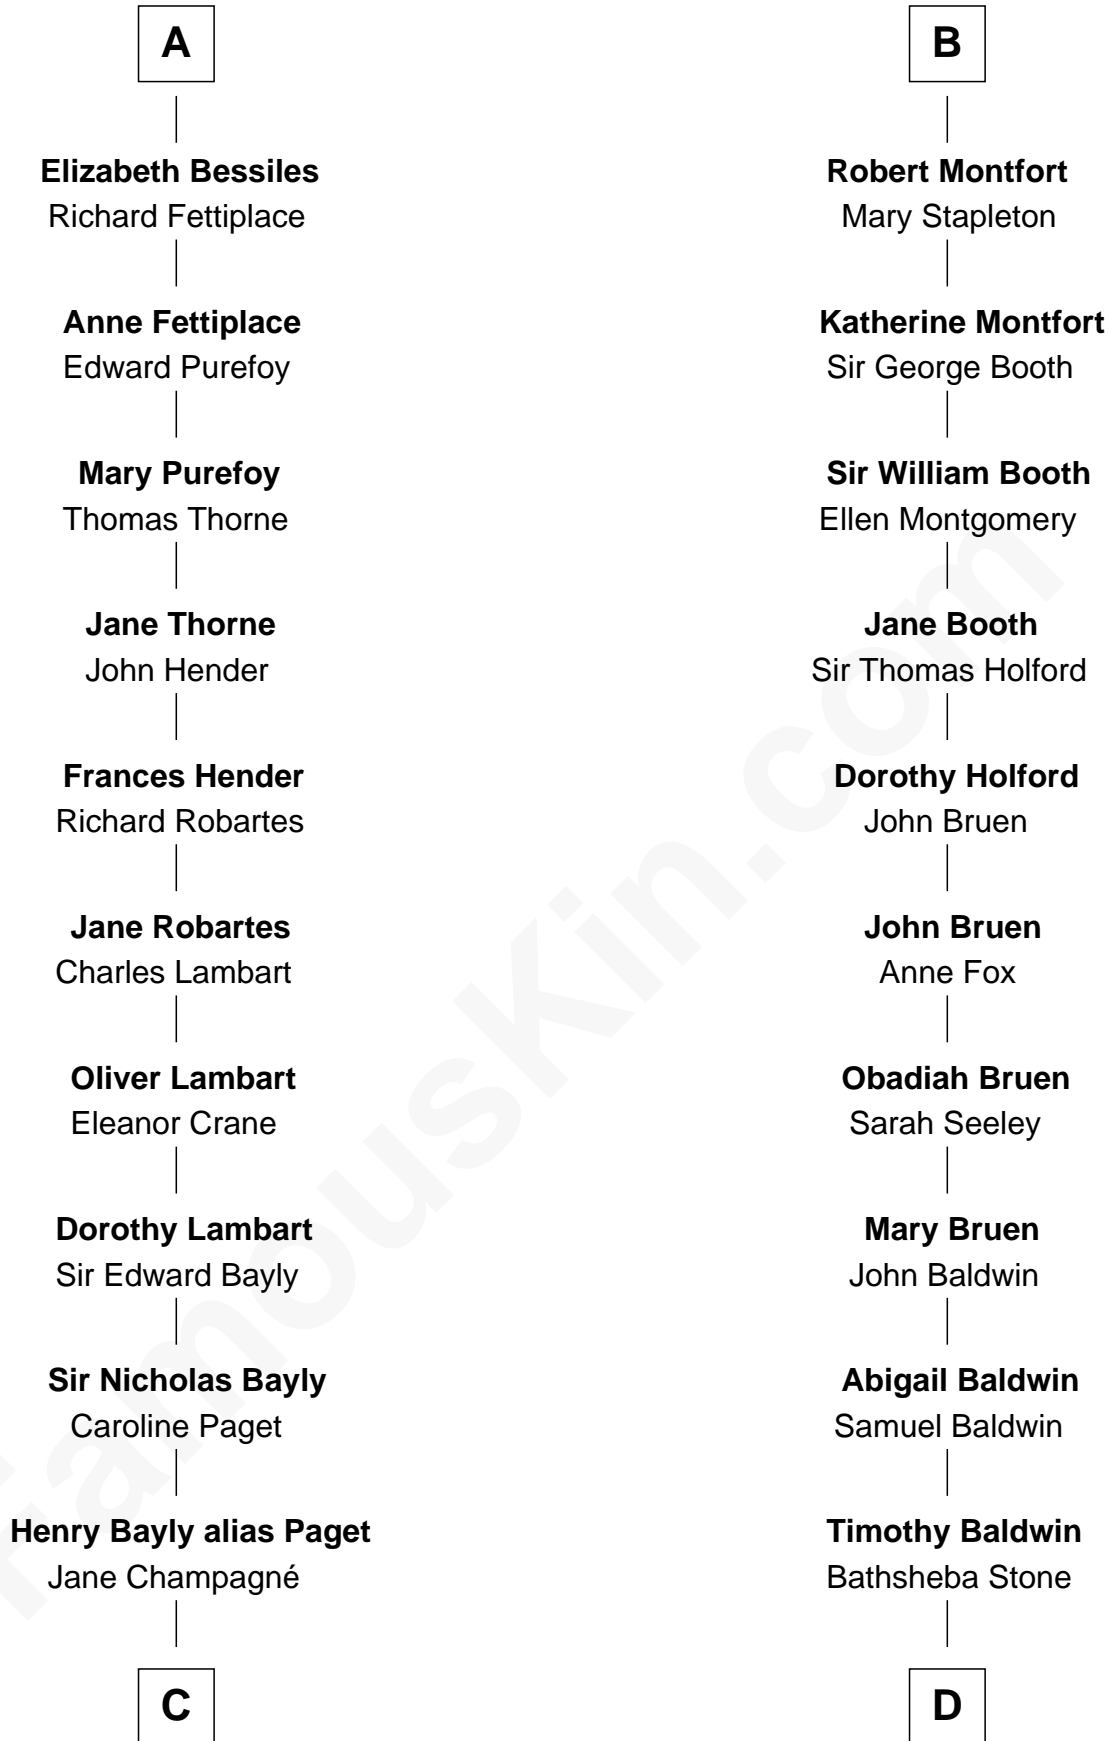 A
Elizabeth Bessiles
Richard Fettiplace
Anne Fettiplace
Edward Purefoy
Mary Purefoy
Thomas Thorne
Jane Thorne
John Hender
Frances Hender
Richard Robartes
Jane Robartes
Charles Lambart
Oliver Lambart
Eleanor Crane
Dorothy Lambart
Sir Edward Bayly
Sir Nicholas Bayly
Caroline Paget
Henry Bayly alias Paget
Jane Champagné
C
B
Robert Montfort
Mary Stapleton
Katherine Montfort
Sir George Booth
Sir William Booth
Ellen Montgomery
Jane Booth
Sir Thomas Holford
Dorothy Holford
John Bruen
John Bruen
Anne Fox
Obadiah Bruen
Sarah Seeley
Mary Bruen
John Baldwin
Abigail Baldwin
Samuel Baldwin
Timothy Baldwin
Bathsheba Stone
D
FamousKin.com